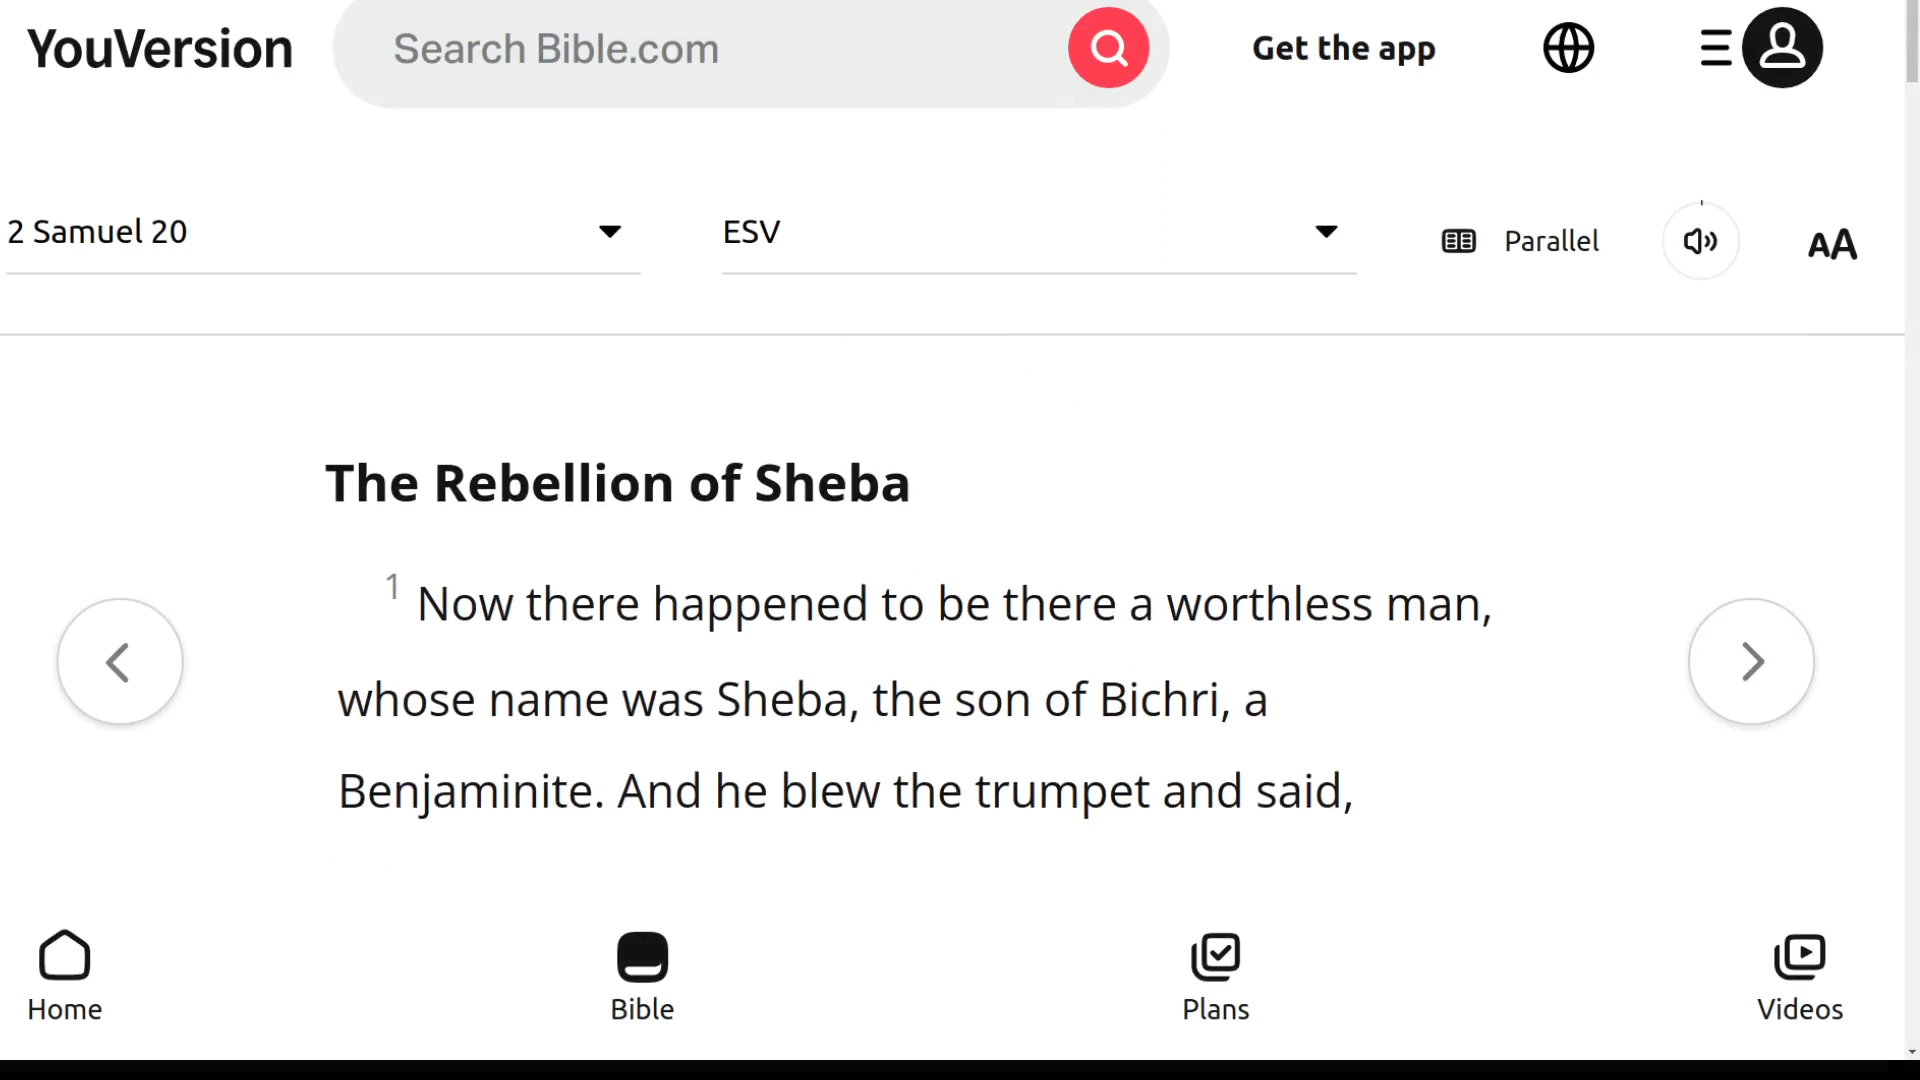 YouVersion
Search Bible.com
Get the app
2 Samuel 20
ESV
Parallel
AA
The Rebellion of Sheba
1 Now there happened to be there a worthless man,
whose name was Sheba, the son of Bichri, a
Benjaminite. And he blew the trumpet and said,
Home
Bible
Plans
Videos